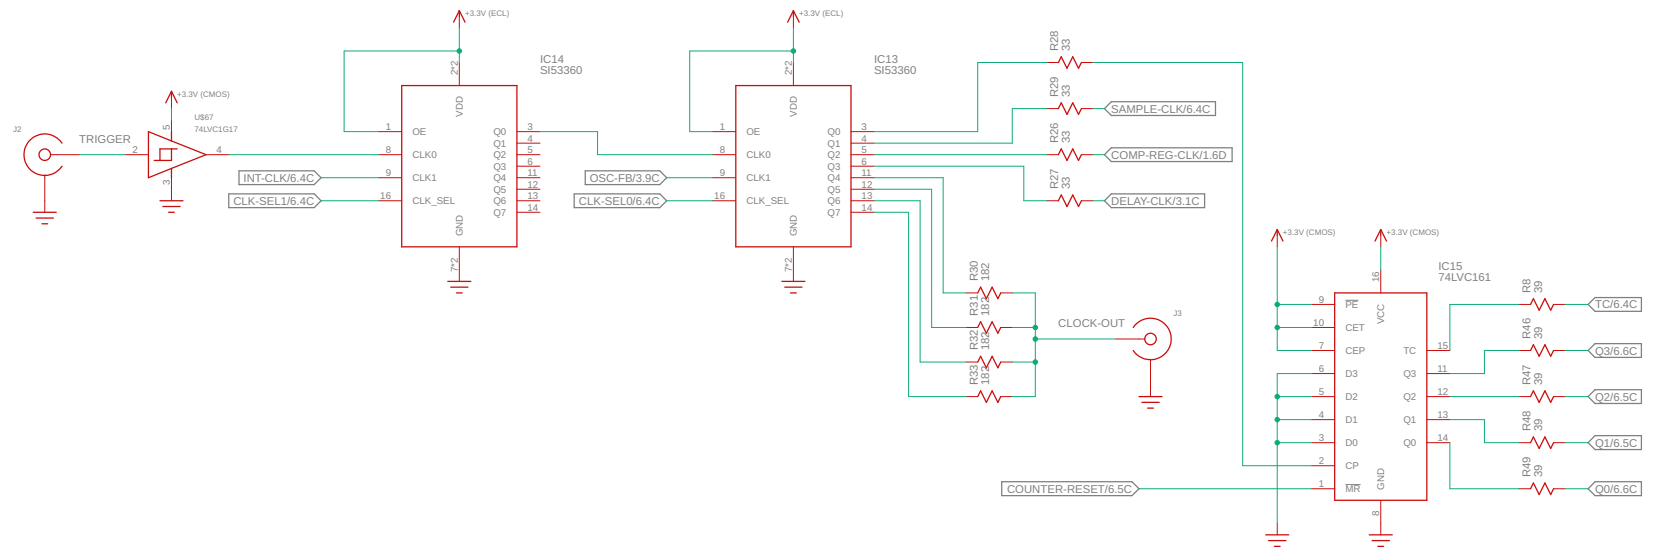 +3.3V (ECL)
+3.3V (ECL)
R28
33
IC14
SI53360
IC13
SI53360
2*2
2*2
R29
33
+3.3V (CMOS)
U$67
74LVC1G17
VDD
VDD
SAMPLE-CLK/6.4C
J2
TRIGGER
5
2
4
3
1
OE
Q0
3
Q1
4
8
CLK0
Q2
5
Q3
6
9
CLK1
Q4
11
Q5
12
16
CLK_SEL
Q6
13
Q7
14
GND
7*2
INT-CLK/6.4C
CLK-SEL1/6.4C
1
OE
Q0
3
Q1
4
8
CLK0
Q2
5
Q3
6
9
CLK1
Q4
11
Q5
12
16
CLK_SEL
Q6
13
Q7
14
GND
7*2
OSC-FB/3.9C
CLK-SEL0/6.4C
R26
33
COMP-REG-CLK/1.6D
R27
33
DELAY-CLK/3.1C
R30
182
R31
182
R32
182
R33
182
CLOCK-OUT
J3
+3.3V (CMOS)
+3.3V (CMOS)
IC15
74LVC161
16
VCC
9
PE
10
CET
7
CEP
TC
15
6
D3
Q3
11
5
D2
Q2
12
4
D1
Q1
13
3
D0
Q0
14
2
CP
1
MR
GND
8
COUNTER-RESET/6.5C
R8
39
TC/6.4C
R46
39
Q3/6.6C
R47
39
Q2/6.5C
R48
39
Q1/6.5C
R49
39
Q0/6.6C